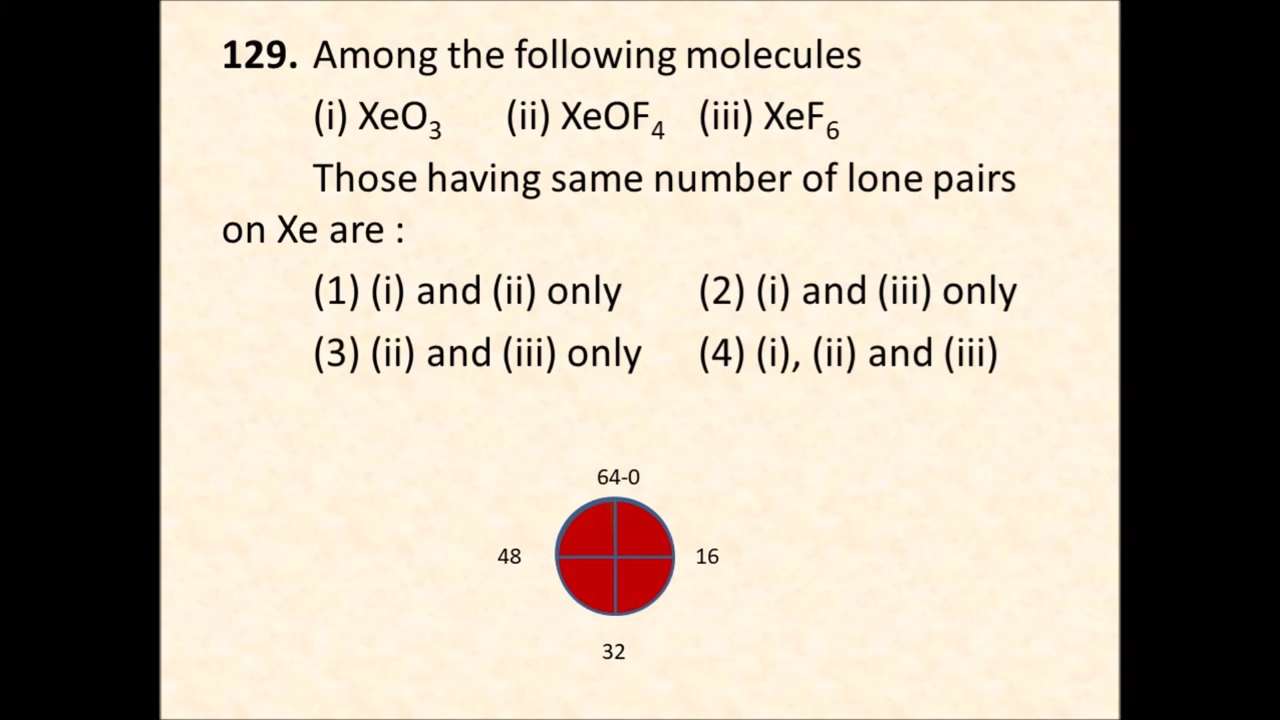 129. Among the following molecules
(i) XeO₃ (ii) XeOF₄ (iii) XeF₆
Those having same number of lone pairs
on Xe are :
(1) (i) and (ii) only (2) (i) and (iii) only
(3) (ii) and (iii) only (4) (i), (ii) and (iii)
64-0
48 16
32